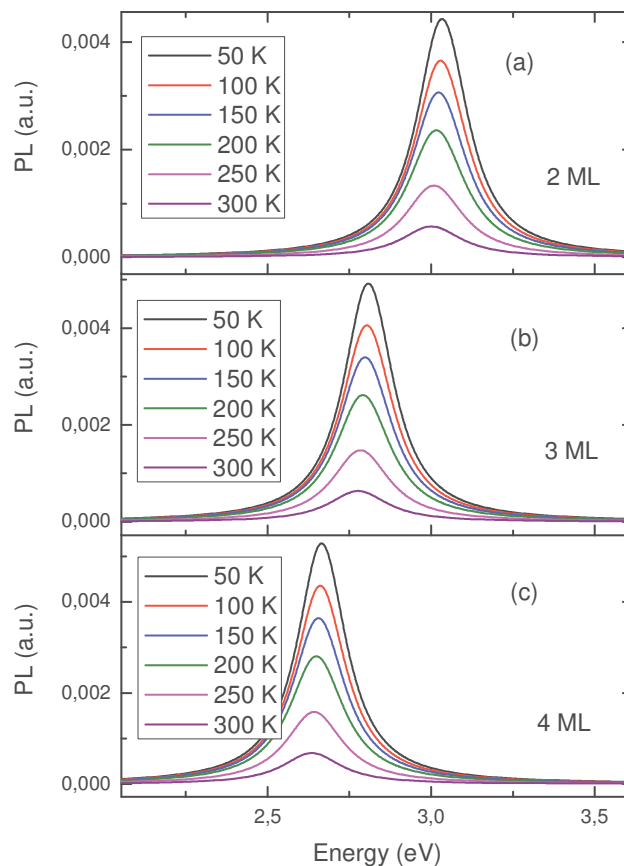 0,004
0,002
0,000
PL (a.u.)
50 K
100 K
150 K
200 K
250 K
300 K
(a)
2 ML
0,004
0,002
0,000
PL (a.u.)
50 K
100 K
150 K
200 K
250 K
300 K
(b)
3 ML
0,004
0,002
0,000
PL (a.u.)
50 K
100 K
150 K
200 K
250 K
300 K
(c)
4 ML
2,5 3,0 3,5
Energy (eV)